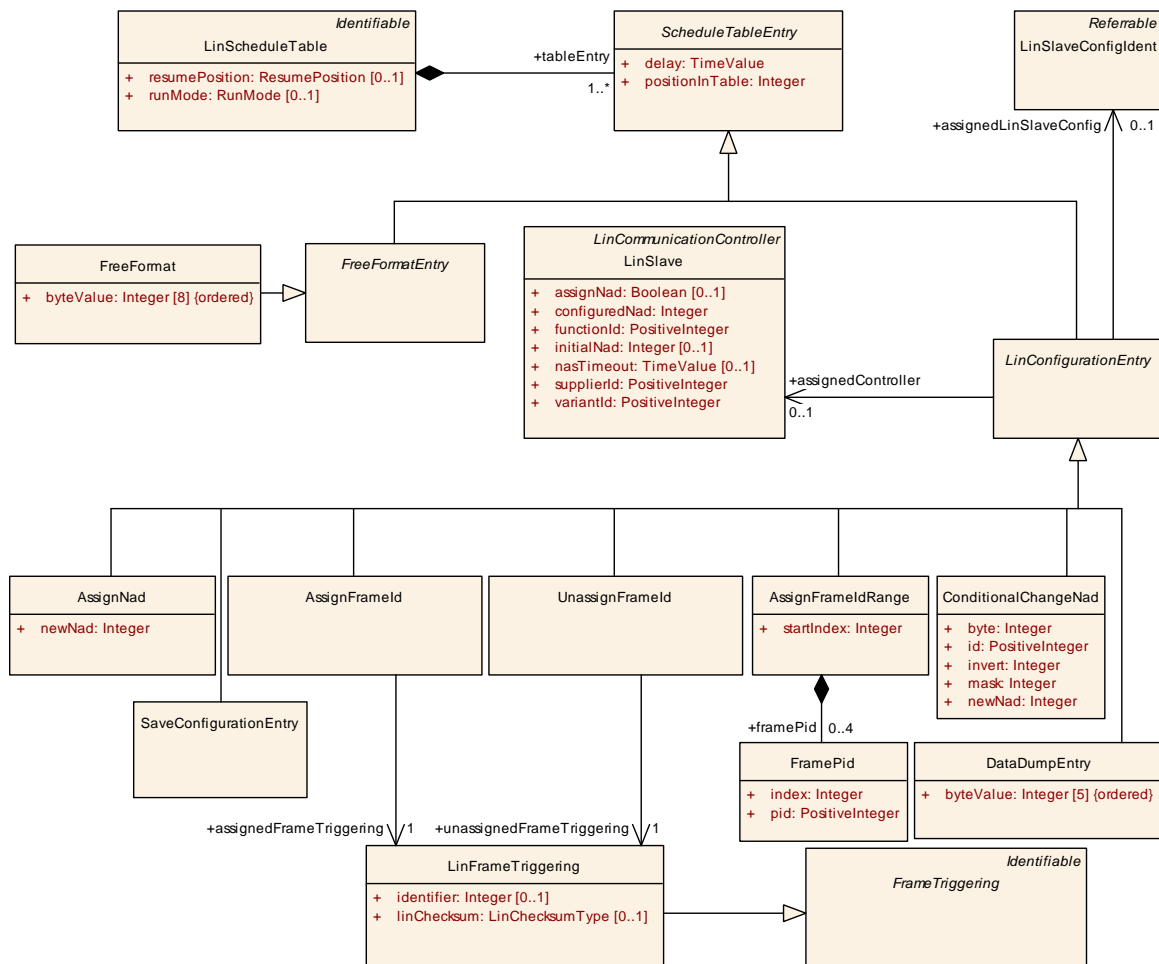 Identifiable
LinScheduleTable
+ resumePosition: ResumePosition [0..1]
+ runMode: RunMode [0..1]
+tableEntry
1..*
ScheduleTableEntry
+ delay: TimeValue
+ positionInTable: Integer
Referrable
LinSlaveConfigIdent
+assignedLinSlaveConfig
0..1
FreeFormat
+ byteValue: Integer [8] {ordered}
FreeFormatEntry
LinCommunicationController
LinSlave
+ assignNad: Boolean [0..1]
+ configuredNad: Integer
+ functionId: PositiveInteger
+ initialNad: Integer [0..1]
+ nasTimeout: TimeValue [0..1]
+ supplierId: PositiveInteger
+ variantId: PositiveInteger
+assignedController
0..1
LinConfigurationEntry
AssignNad
+ newNad: Integer
AssignFrameId
UnassignFrameId
AssignFrameIdRange
+ startIndex: Integer
ConditionalChangeNad
+ byte: Integer
+ id: PositiveInteger
+ invert: Integer
+ mask: Integer
+ newNad: Integer
SaveConfigurationEntry
+framePid
0..4
FramePid
+ index: Integer
+ pid: PositiveInteger
DataDumpEntry
+ byteValue: Integer [5] {ordered}
+assignedFrameTriggering
1
+unassignedFrameTriggering
1
LinFrameTriggering
+ identifier: Integer [0..1]
+ linChecksum: LinChecksumType [0..1]
Identifiable
FrameTriggering